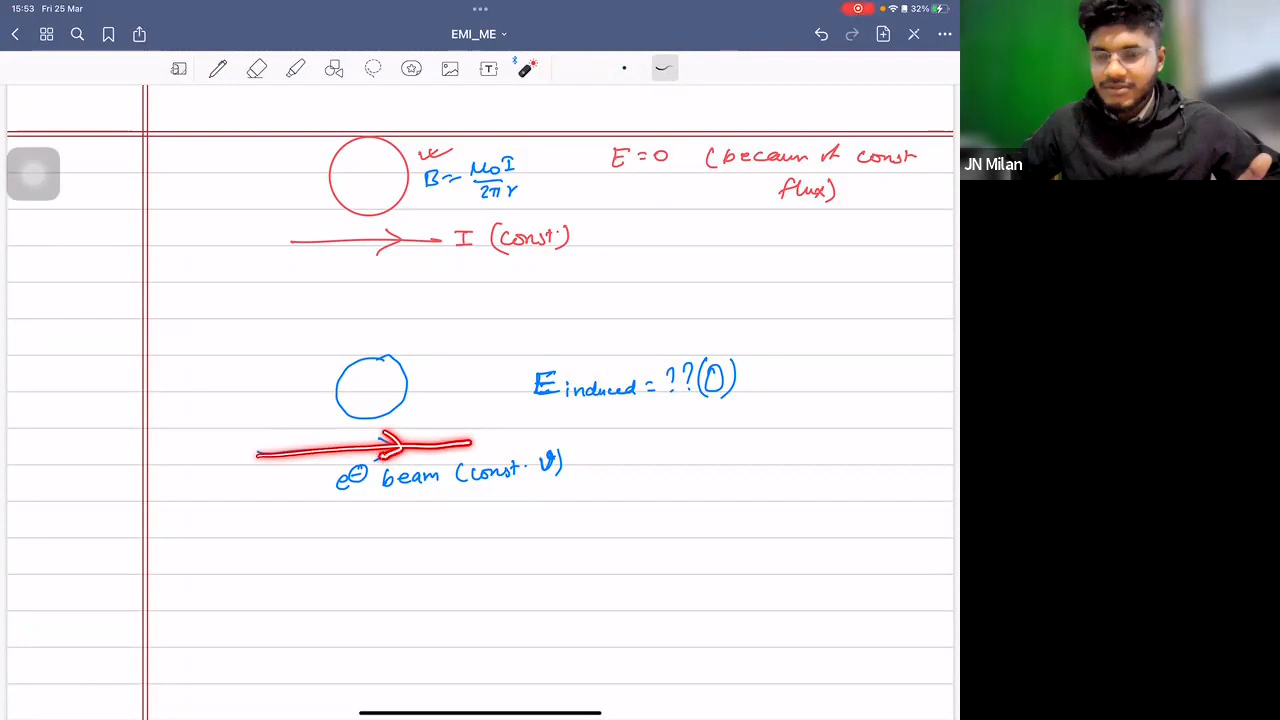 15:53 Fri 25 Mar
32%
EMI_ME
T
JN Milan
B = μ₀I / 2πr
E = 0 (becaun of const
flux)
I (const.)
E induced = ??(0)
e⊖ beam (const. v)